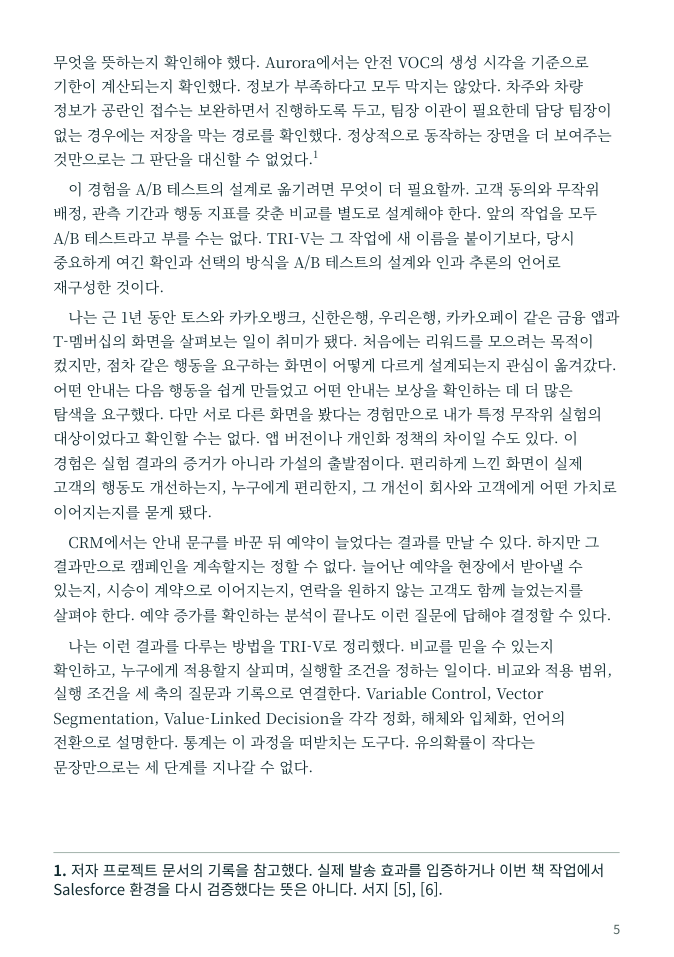 무엇을 뜻하는지 확인해야 했다. Aurora에서는 안전 VOC의 생성 시각을 기준으로
기한이 계산되는지 확인했다. 정보가 부족하다고 모두 막지는 않았다. 차주와 차량
정보가 공란인 접수는 보완하면서 진행하도록 두고, 팀장 이관이 필요한데 담당 팀장이
없는 경우에는 저장을 막는 경로를 확인했다. 정상적으로 동작하는 장면을 더 보여주는
것만으로는 그 판단을 대신할 수 없었다.1
이 경험을 A/B 테스트의 설계로 옮기려면 무엇이 더 필요할까. 고객 동의와 무작위
배정, 관측 기간과 행동 지표를 갖춘 비교를 별도로 설계해야 한다. 앞의 작업을 모두
A/B 테스트라고 부를 수는 없다. TRI-V는 그 작업에 새 이름을 붙이기보다, 당시
중요하게 여긴 확인과 선택의 방식을 A/B 테스트의 설계와 인과 추론의 언어로
재구성한 것이다.
나는 근 1년 동안 토스와 카카오뱅크, 신한은행, 우리은행, 카카오페이 같은 금융 앱과
T-멤버십의 화면을 살펴보는 일이 취미가 됐다. 처음에는 리워드를 모으려는 목적이
컸지만, 점차 같은 행동을 요구하는 화면이 어떻게 다르게 설계되는지 관심이 옮겨갔다.
어떤 안내는 다음 행동을 쉽게 만들었고 어떤 안내는 보상을 확인하는 데 더 많은
탐색을 요구했다. 다만 서로 다른 화면을 봤다는 경험만으로 내가 특정 무작위 실험의
대상이었다고 확인할 수는 없다. 앱 버전이나 개인화 정책의 차이일 수도 있다. 이
경험은 실험 결과의 증거가 아니라 가설의 출발점이다. 편리하게 느낀 화면이 실제
고객의 행동도 개선하는지, 누구에게 편리한지, 그 개선이 회사와 고객에게 어떤 가치로
이어지는지를 묻게 됐다.
CRM에서는 안내 문구를 바꾼 뒤 예약이 늘었다는 결과를 만날 수 있다. 하지만 그
결과만으로 캠페인을 계속할지는 정할 수 없다. 늘어난 예약을 현장에서 받아낼 수
있는지, 시승이 계약으로 이어지는지, 연락을 원하지 않는 고객도 함께 늘었는지를
살펴야 한다. 예약 증가를 확인하는 분석이 끝나도 이런 질문에 답해야 결정할 수 있다.
나는 이런 결과를 다루는 방법을 TRI-V로 정리했다. 비교를 믿을 수 있는지
확인하고, 누구에게 적용할지 살피며, 실행할 조건을 정하는 일이다. 비교와 적용 범위,
실행 조건을 세 축의 질문과 기록으로 연결한다. Variable Control, Vector
Segmentation, Value-Linked Decision을 각각 정화, 해체와 입체화, 언어의
전환으로 설명한다. 통계는 이 과정을 떠받치는 도구다. 유의확률이 작다는
문장만으로는 세 단계를 지나갈 수 없다.
1. 저자 프로젝트 문서의 기록을 참고했다. 실제 발송 효과를 입증하거나 이번 책 작업에서
Salesforce 환경을 다시 검증했다는 뜻은 아니다. 서지 [5], [6].
5